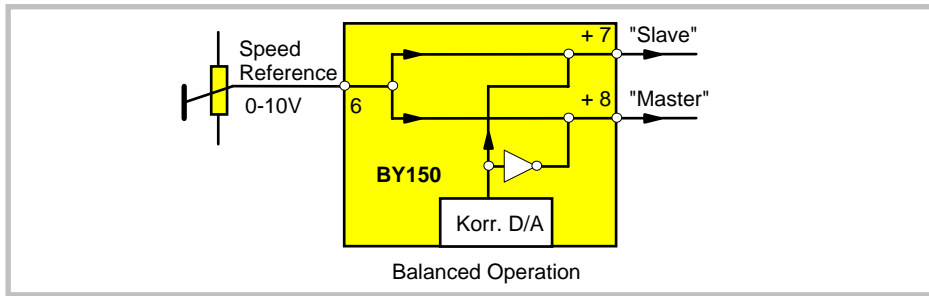 Speed
Reference
0-10V
6
+ 7
"Slave"
+ 8
"Master"
BY150
Korr. D/A
Balanced Operation